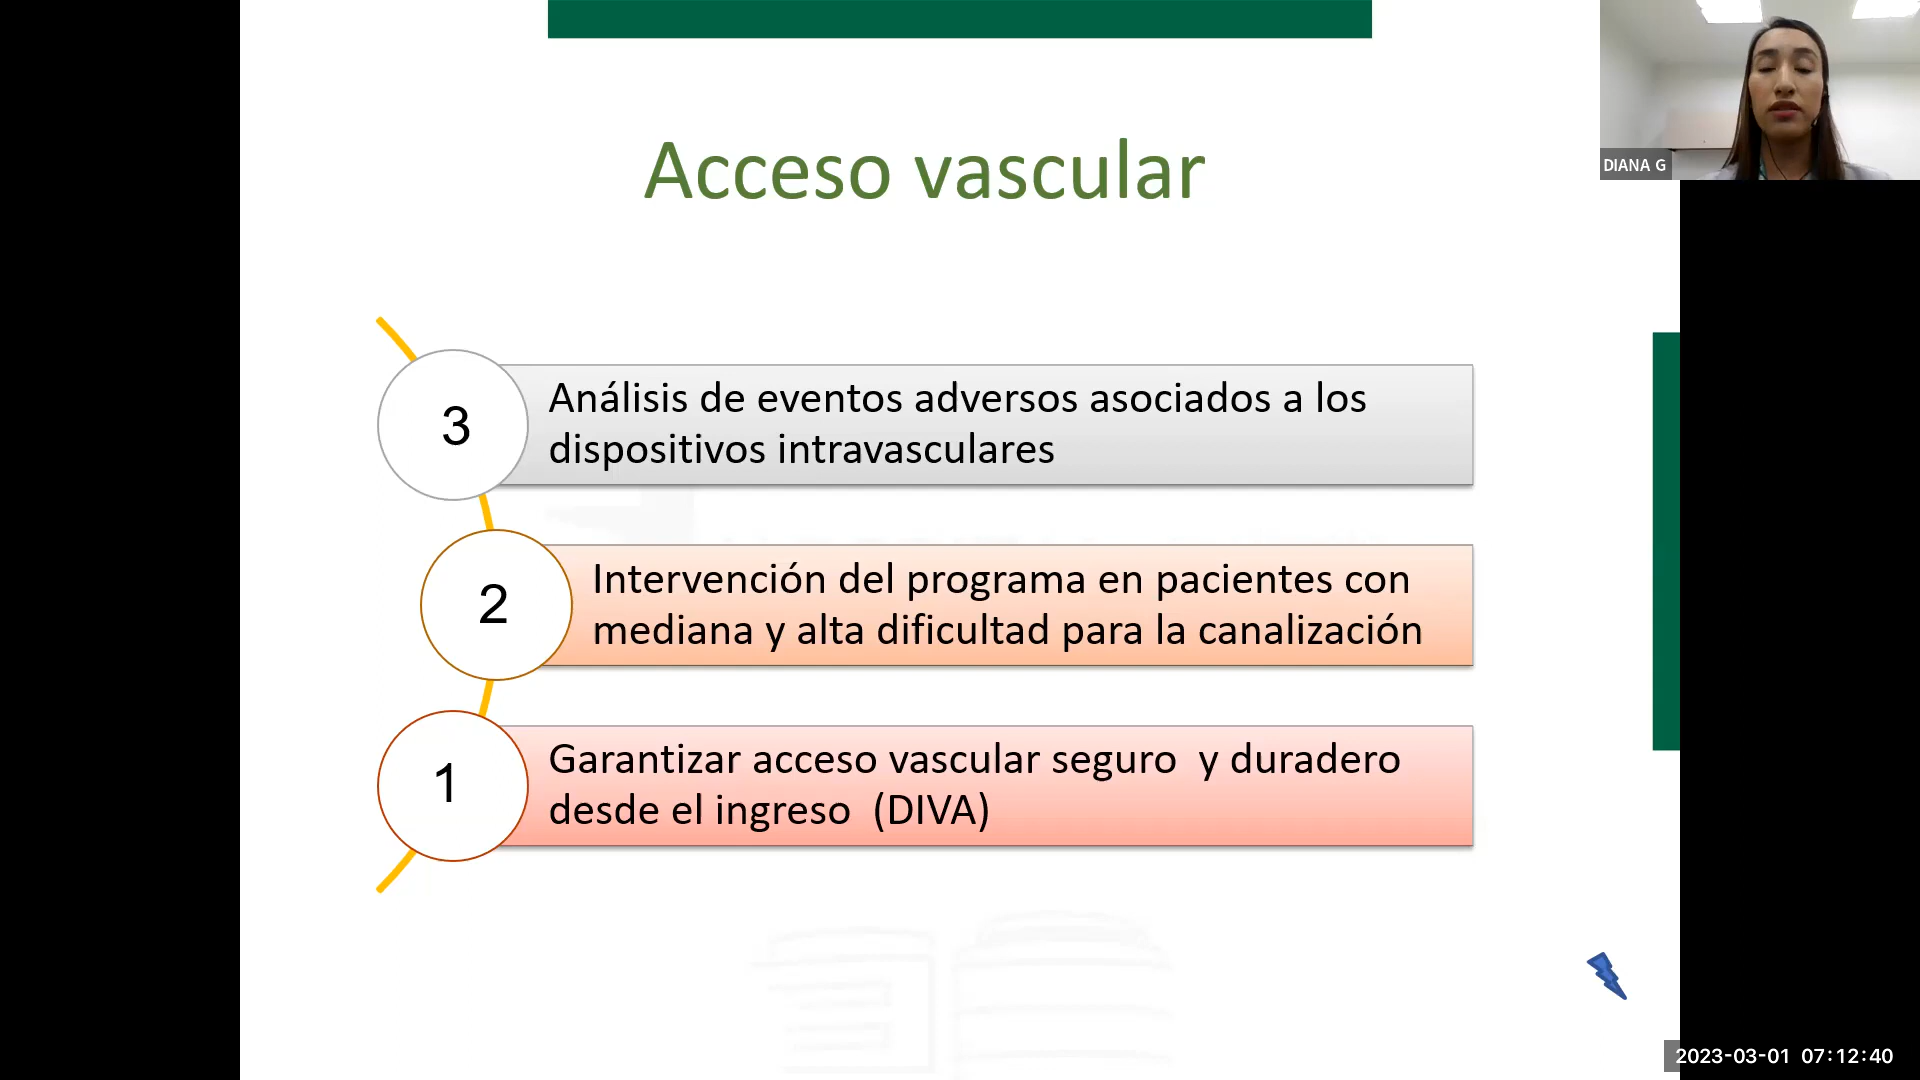 Acceso vascular
DIANA G
3
Análisis de eventos adversos asociados a los
dispositivos intravasculares
2
Intervención del programa en pacientes con
mediana y alta dificultad para la canalización
1
Garantizar acceso vascular seguro  y duradero
desde el ingreso  (DIVA)
2023-03-01 07:12:40